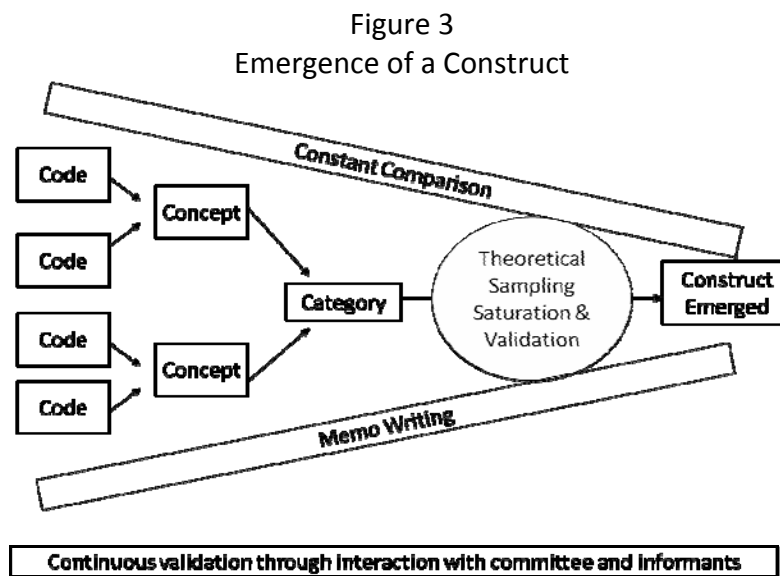 Figure 3
Emergence of a Construct
Constant Comparison
Code
Concept
Code
Theoretical
Sampling
Saturation &
Validation
Category
Construct
Emerged
Code
Concept
Code
Memo Writing
Continuous validation through interaction with committee and informants